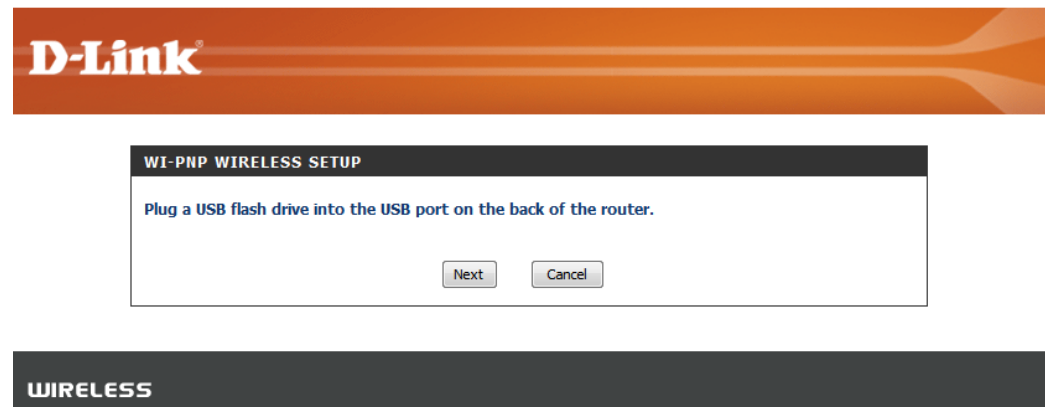 D-Link®
WI-PNP WIRELESS SETUP
Plug a USB flash drive into the USB port on the back of the router.
Next Cancel
WIRELESS